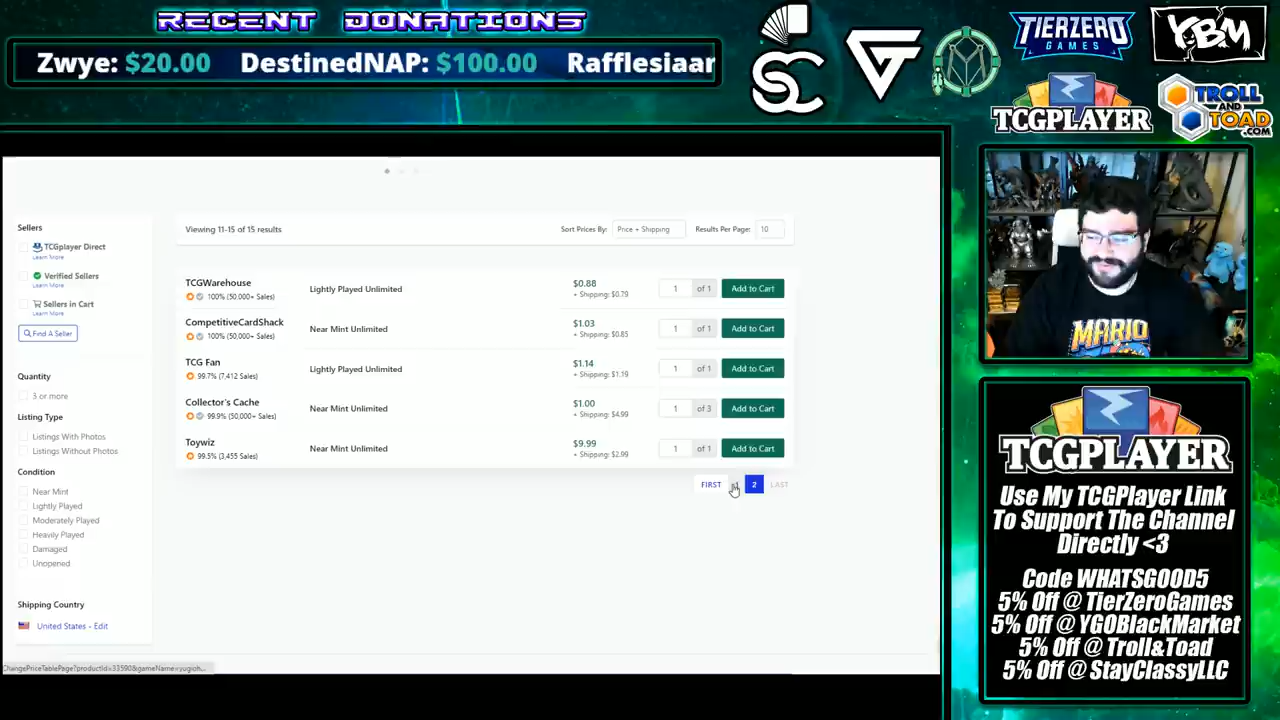 RECENT DONATIONS
Zwye: $20.00 DestinedNAP: $100.00 Rafflesiaar
SC
TIERZERO
GAMES
YBM
TCGPLAYER
TROLL
AND
TOAD
.COM
Sellers
TCGplayer Direct
Learn More
Verified Sellers
Learn More
Sellers in Cart
Learn More
Find A Seller
Quantity
3 or more
Listing Type
Listings With Photos
Listings Without Photos
Condition
Near Mint
Lightly Played
Moderately Played
Heavily Played
Damaged
Unopened
Shipping Country
United States - Edit
Viewing 11-15 of 15 results
Sort Prices By: Price + Shipping Results Per Page: 10
TCGWarehouse
100% (50,000+ Sales)
Lightly Played Unlimited
$0.88
+ Shipping: $0.79
1 of 1 Add to Cart
CompetitiveCardShack
100% (50,000+ Sales)
Near Mint Unlimited
$1.03
+ Shipping: $0.85
1 of 1 Add to Cart
TCG Fan
99.7% (7,412 Sales)
Lightly Played Unlimited
$1.14
+ Shipping: $1.19
1 of 1 Add to Cart
Collector's Cache
99.9% (50,000+ Sales)
Near Mint Unlimited
$1.00
+ Shipping: $4.99
1 of 3 Add to Cart
Toywiz
99.5% (3,455 Sales)
Near Mint Unlimited
$9.99
+ Shipping: $2.99
1 of 1 Add to Cart
FIRST 1 2 LAST
ChangePriceTablePage?productId=33590&gameName=yugioh...
MARIO
TCGPLAYER
Use My TCGPlayer Link
To Support The Channel
Directly <3
Code WHATSGOOD5
5% Off @ TierZeroGames
5% Off @ YGOBlackMarket
5% Off @ Troll&Toad
5% Off @ StayClassyLLC